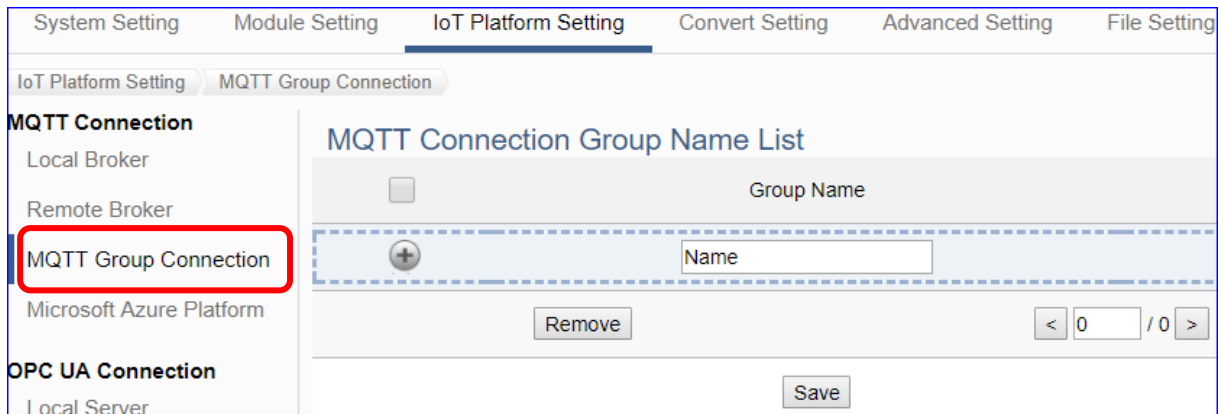 System Setting Module Setting IoT Platform Setting Convert Setting Advanced Setting File Setting
IoT Platform Setting MQTT Group Connection
MQTT Connection
Local Broker
Remote Broker
MQTT Group Connection
Microsoft Azure Platform
OPC UA Connection
Local Server
MQTT Connection Group Name List
Group Name
Name
Remove < 0 / 0 >
Save